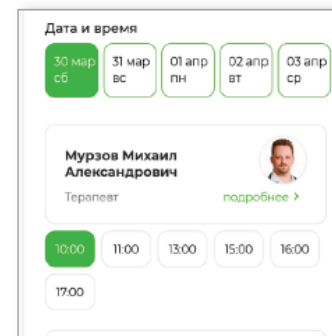 Дата и время
30 мар 31 мар 01 апр 02 апр 03 апр
сб вс пн вт ср
Мурзов Михаил
Александрович
Терапевт подробнее >
10:00 11:00 13:00 15:00 16:00
17:00